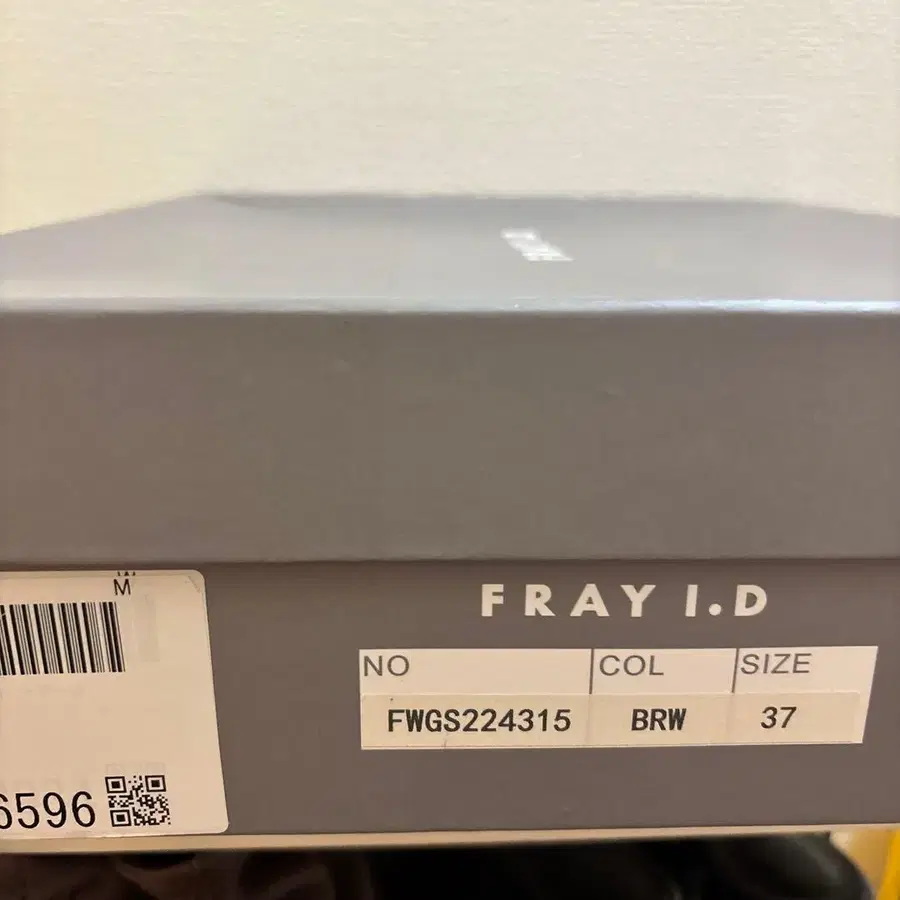 M
6596
FRAY I.D
NO COL SIZE
FWGS224315 BRW 37